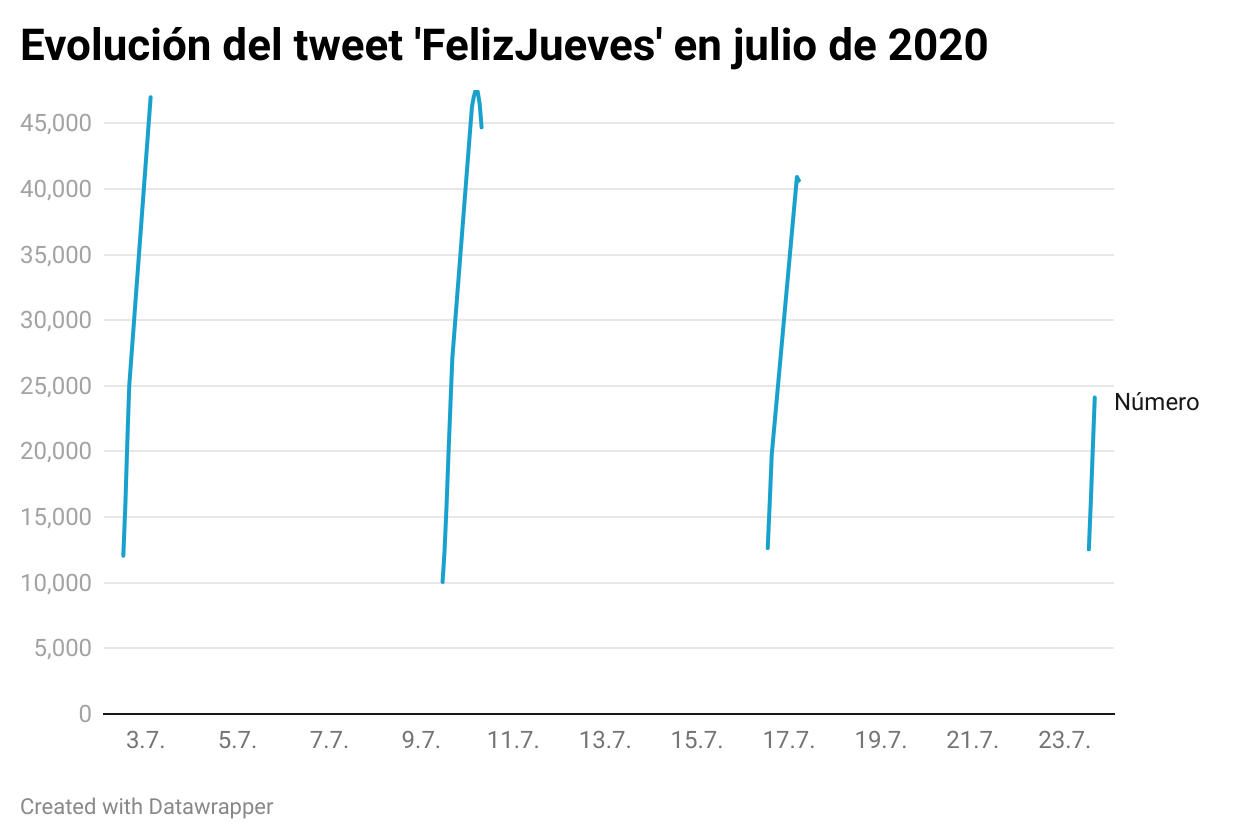 Evolución del tweet 'FelizJueves' en julio de 2020
45,000
40,000
35,000
30,000
25,000
Número
20,000
15,000
10,000
5,000
0
3.7. 5.7. 7.7. 9.7. 11.7. 13.7. 15.7. 17.7. 19.7. 21.7. 23.7.
Created with Datawrapper